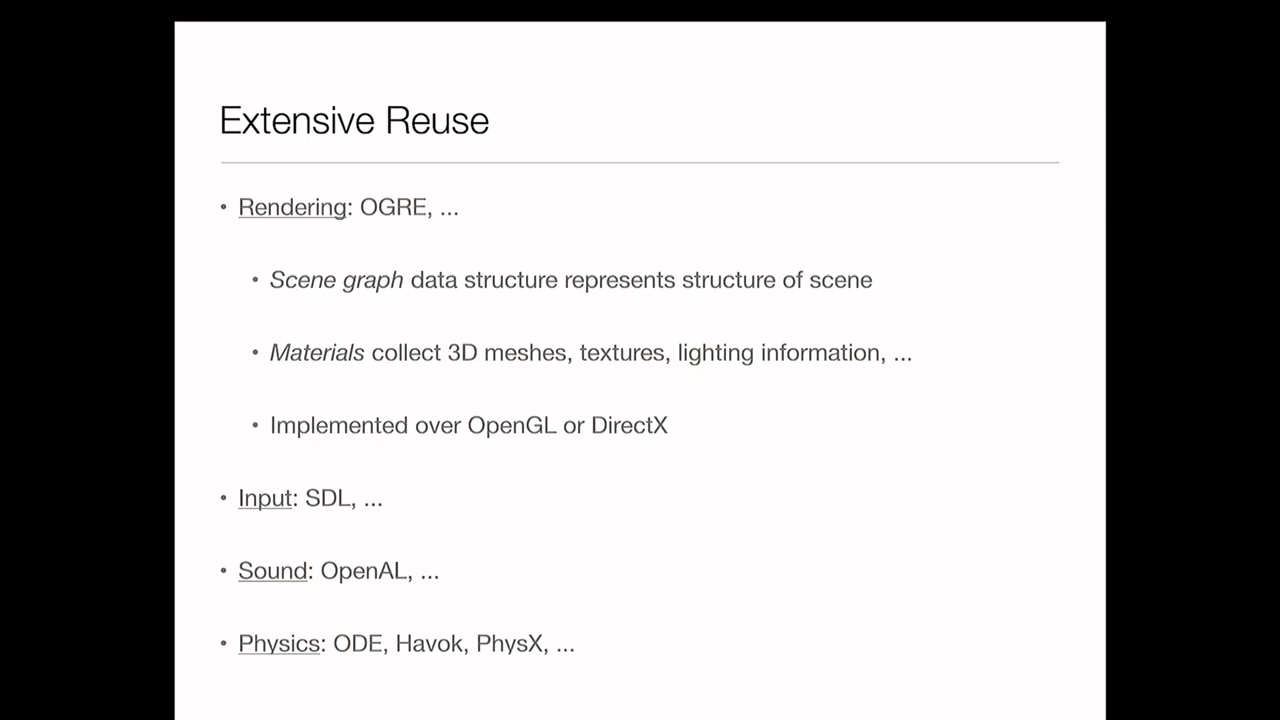 Extensive Reuse
• Rendering: OGRE, ...
• Scene graph data structure represents structure of scene
• Materials collect 3D meshes, textures, lighting information, ...
• Implemented over OpenGL or DirectX
• Input: SDL, ...
• Sound: OpenAL, ...
• Physics: ODE, Havok, PhysX, ...